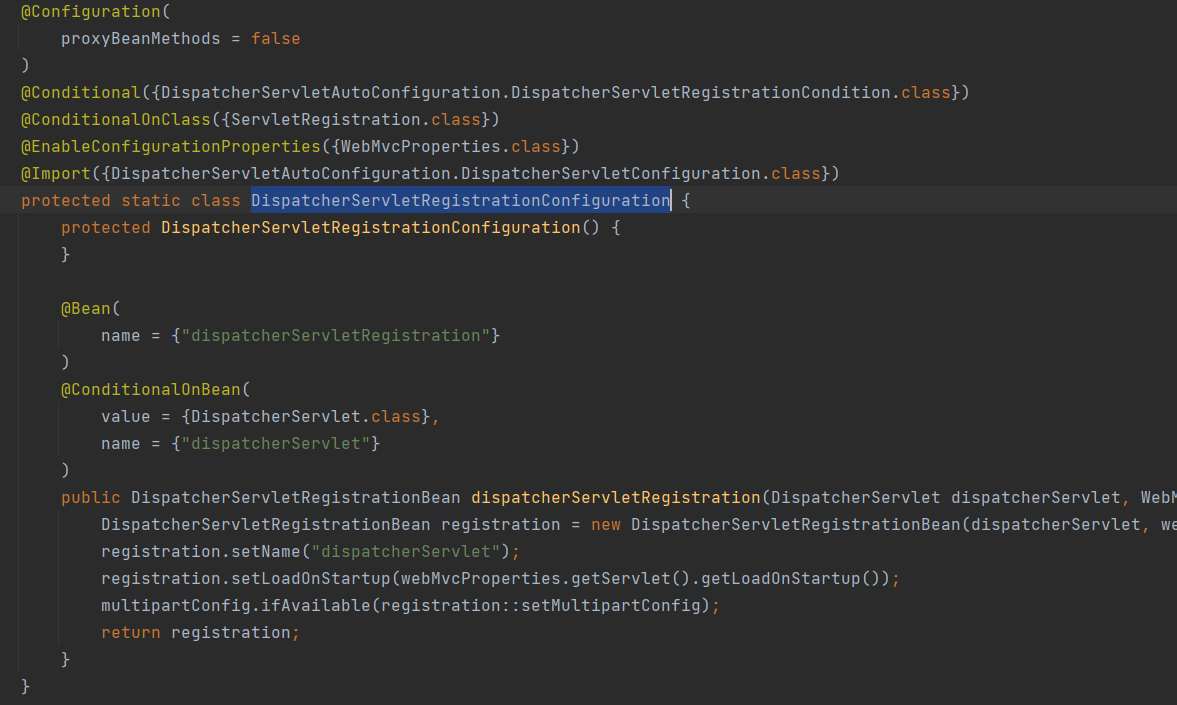 @Configuration(
    proxyBeanMethods = false
)
@Conditional({DispatcherServletAutoConfiguration.DispatcherServletRegistrationCondition.class})
@ConditionalOnClass({ServletRegistration.class})
@EnableConfigurationProperties({WebMvcProperties.class})
@Import({DispatcherServletAutoConfiguration.DispatcherServletConfiguration.class})
protected static class DispatcherServletRegistrationConfiguration {
    protected DispatcherServletRegistrationConfiguration() {
    }
    @Bean(
        name = {"dispatcherServletRegistration"}
    )
    @ConditionalOnBean(
        value = {DispatcherServlet.class},
        name = {"dispatcherServlet"}
    )
    public DispatcherServletRegistrationBean dispatcherServletRegistration(DispatcherServlet dispatcherServlet, WebM
        DispatcherServletRegistrationBean registration = new DispatcherServletRegistrationBean(dispatcherServlet, we
        registration.setName("dispatcherServlet");
        registration.setLoadOnStartup(webMvcProperties.getServlet().getLoadOnStartup());
        multipartConfig.ifAvailable(registration::setMultipartConfig);
        return registration;
    }
}